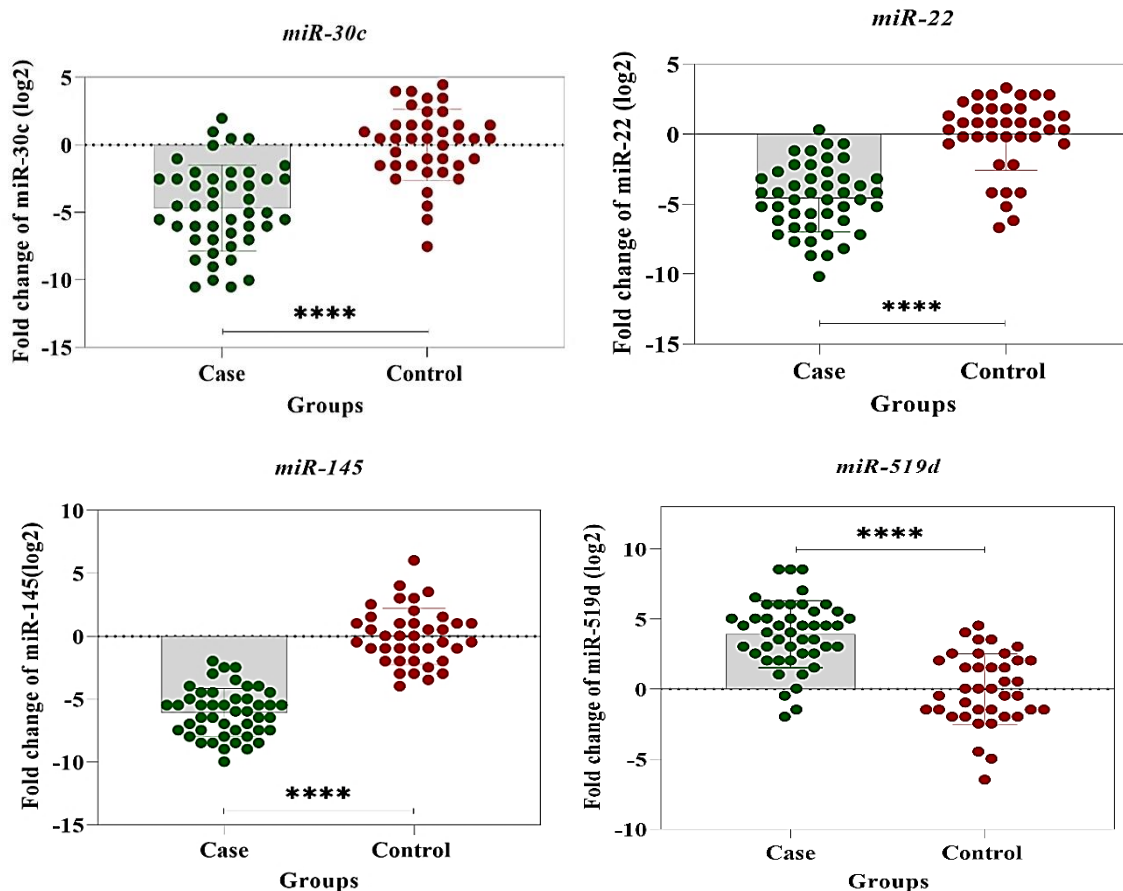 miR-30c
Fold change of miR-30c (log2)
5
0
-5
-10
-15
****
Case Control
Groups
miR-22
Fold change of miR-22 (log2)
5
0
-5
-10
-15
****
Case Control
Groups
miR-145
Fold change of miR-145(log2)
10
5
0
-5
-10
-15
****
Case Control
Groups
miR-519d
Fold change of miR-519d (log2)
10
5
0
-5
-10
****
Case Control
Groups